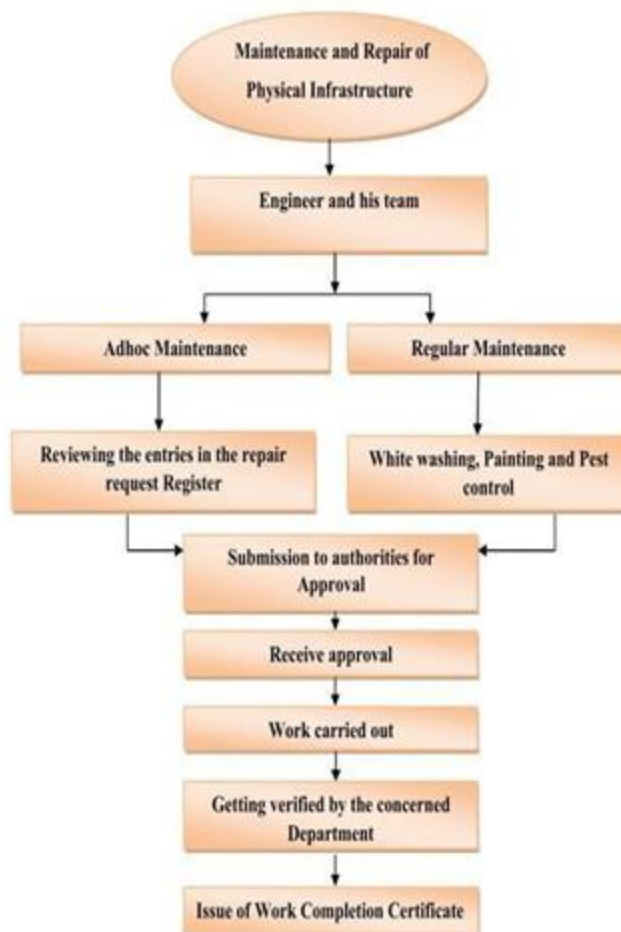 Maintenance and Repair of
Physical Infrastructure
Engineer and his team
Adhoc Maintenance
Regular Maintenance
Reviewing the entries in the repair
request Register
White washing, Painting and Pest
control
Submission to authorities for
Approval
Receive approval
Work carried out
Getting verified by the concerned
Department
Issue of Work Completion Certificate